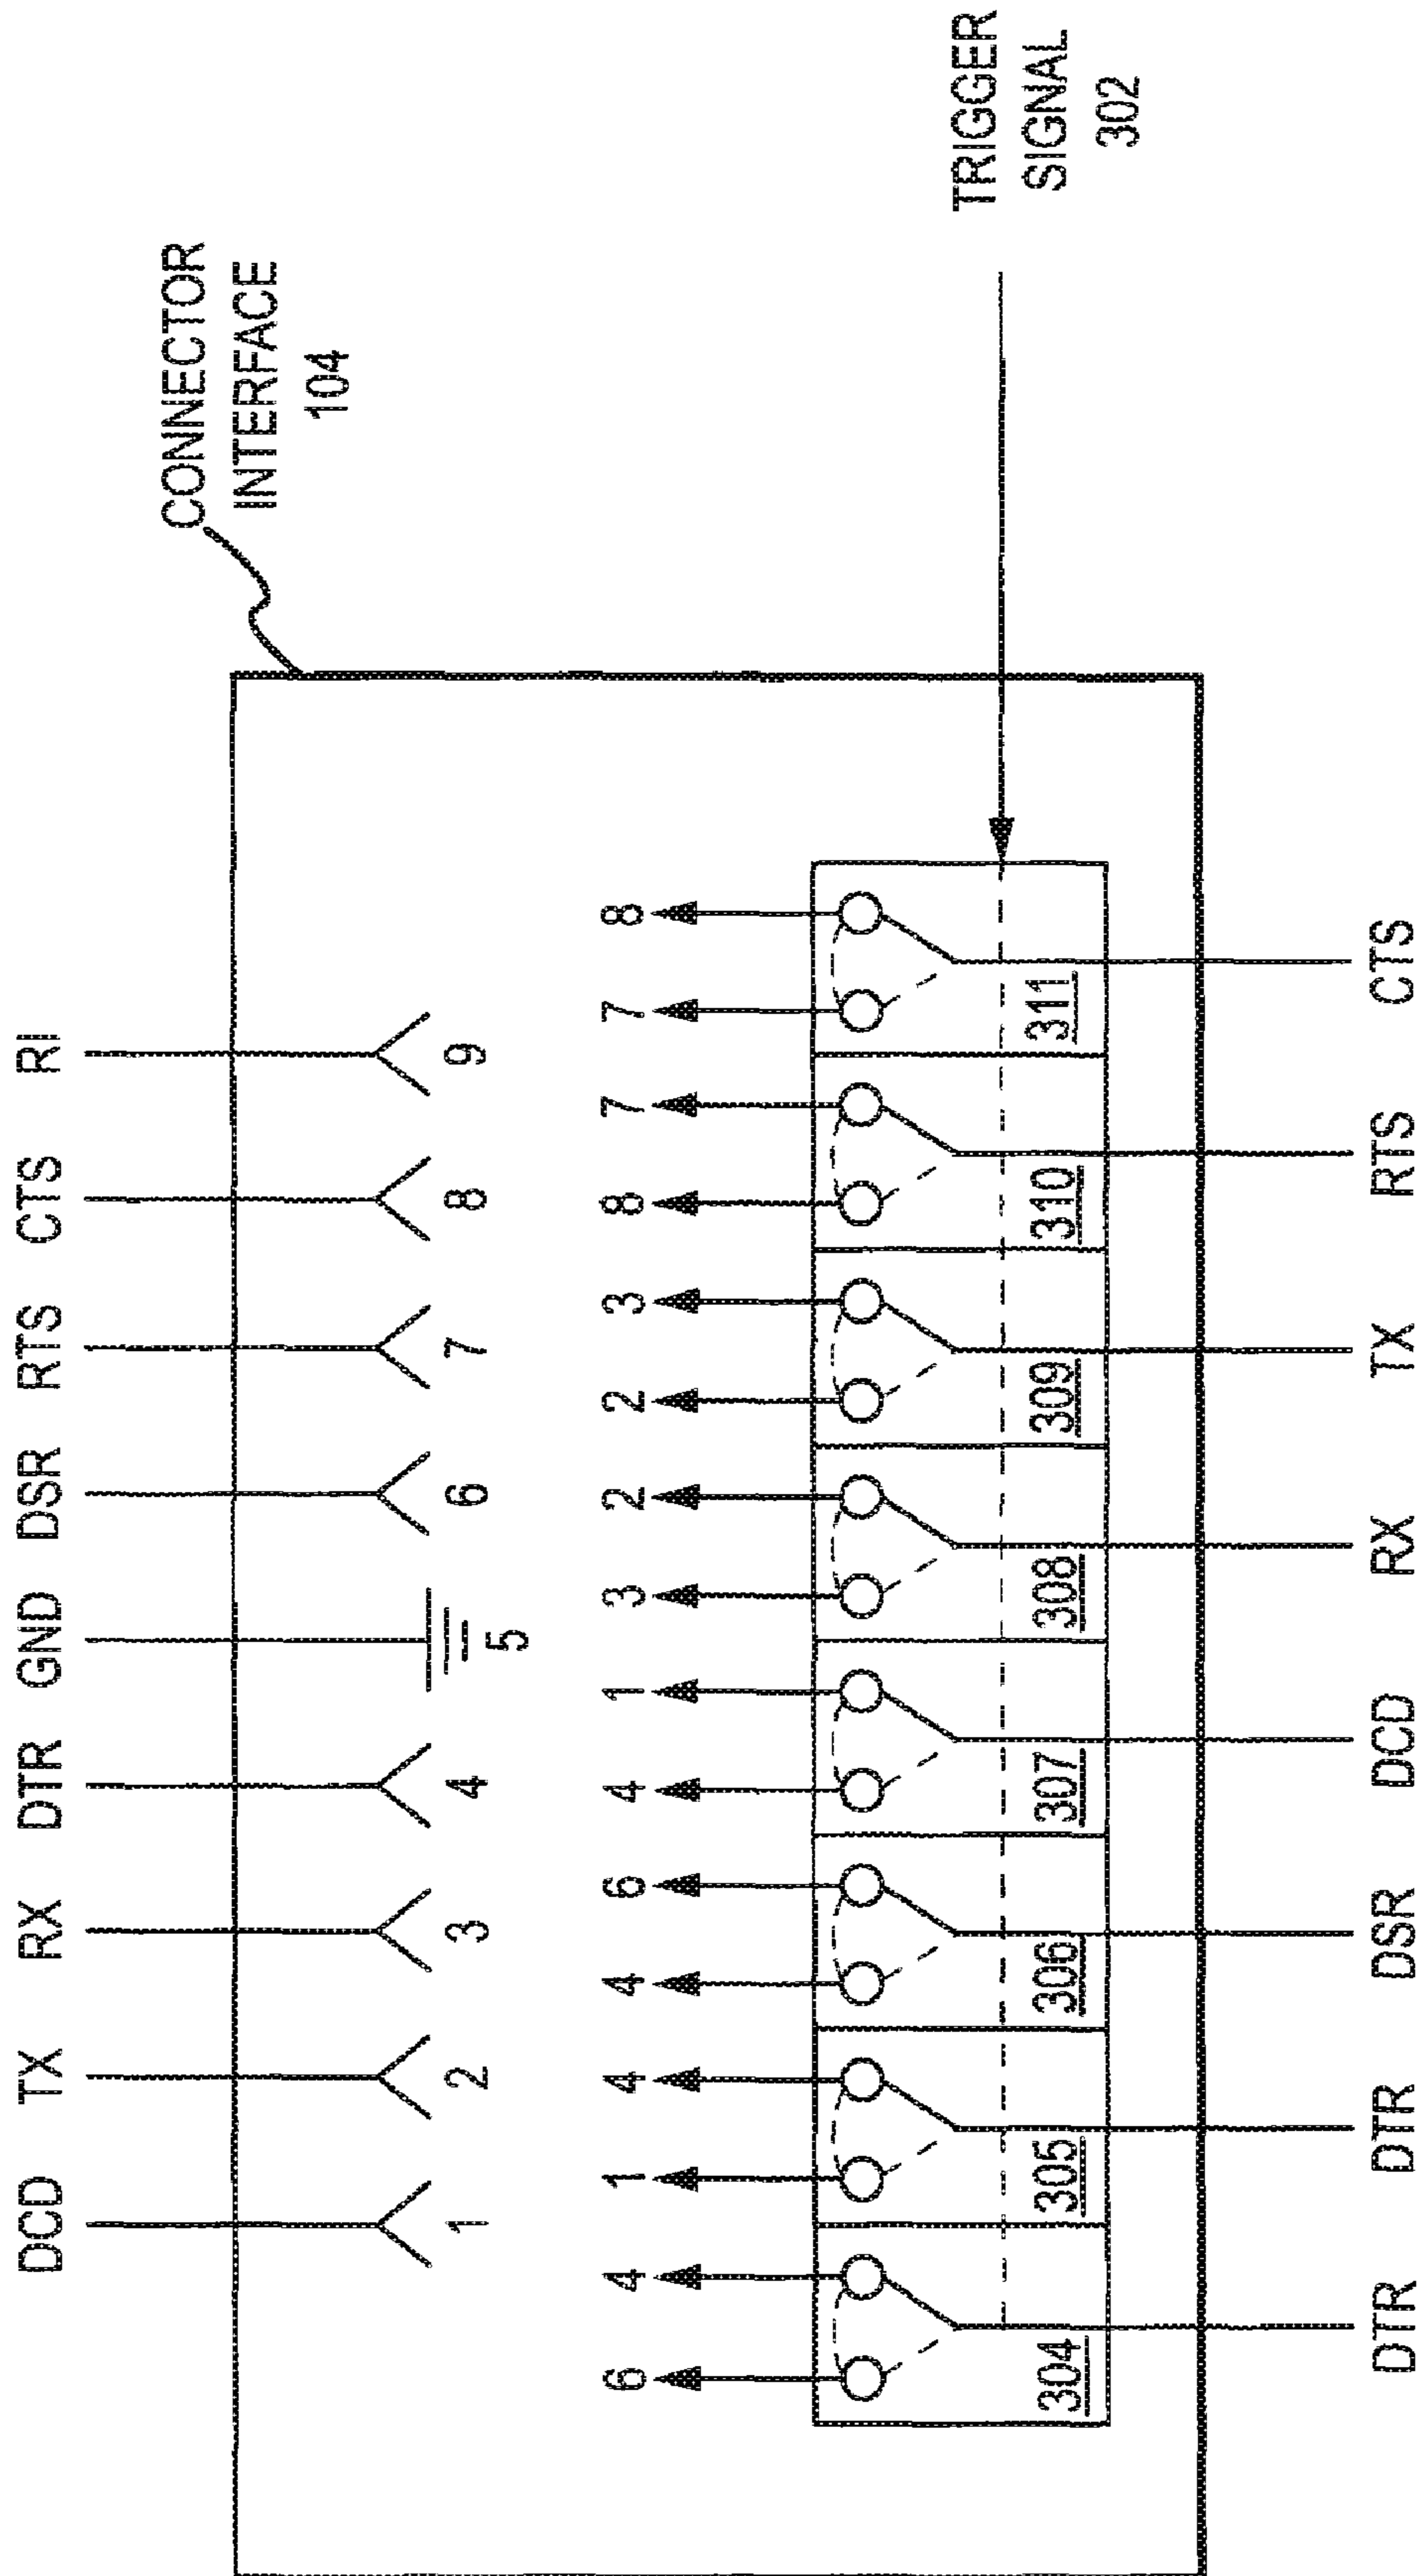 DCD TX RX DTR GND DSR RTS CTS RI
CONNECTOR
INTERFACE
104
1 2 3 4 5 6 7 8 9
6 4 1 4 4 6 4 1 3 2 2 3 8 7 7 8
TRIGGER
SIGNAL
302
304 305 306 307 308 309 310 311
DTR DTR DSR DCD RX TX RTS CTS